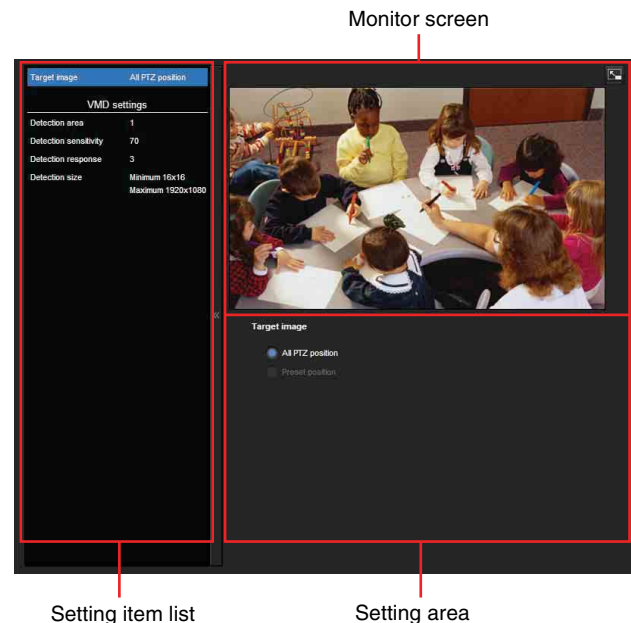 Monitor screen
Target image All PTZ position
VMD settings
Detection area 1
Detection sensitivity 70
Detection response 3
Detection size Minimum 16x16
Maximum 1920x1080
«
Target image
All PTZ position
Preset position
Setting item list
Setting area